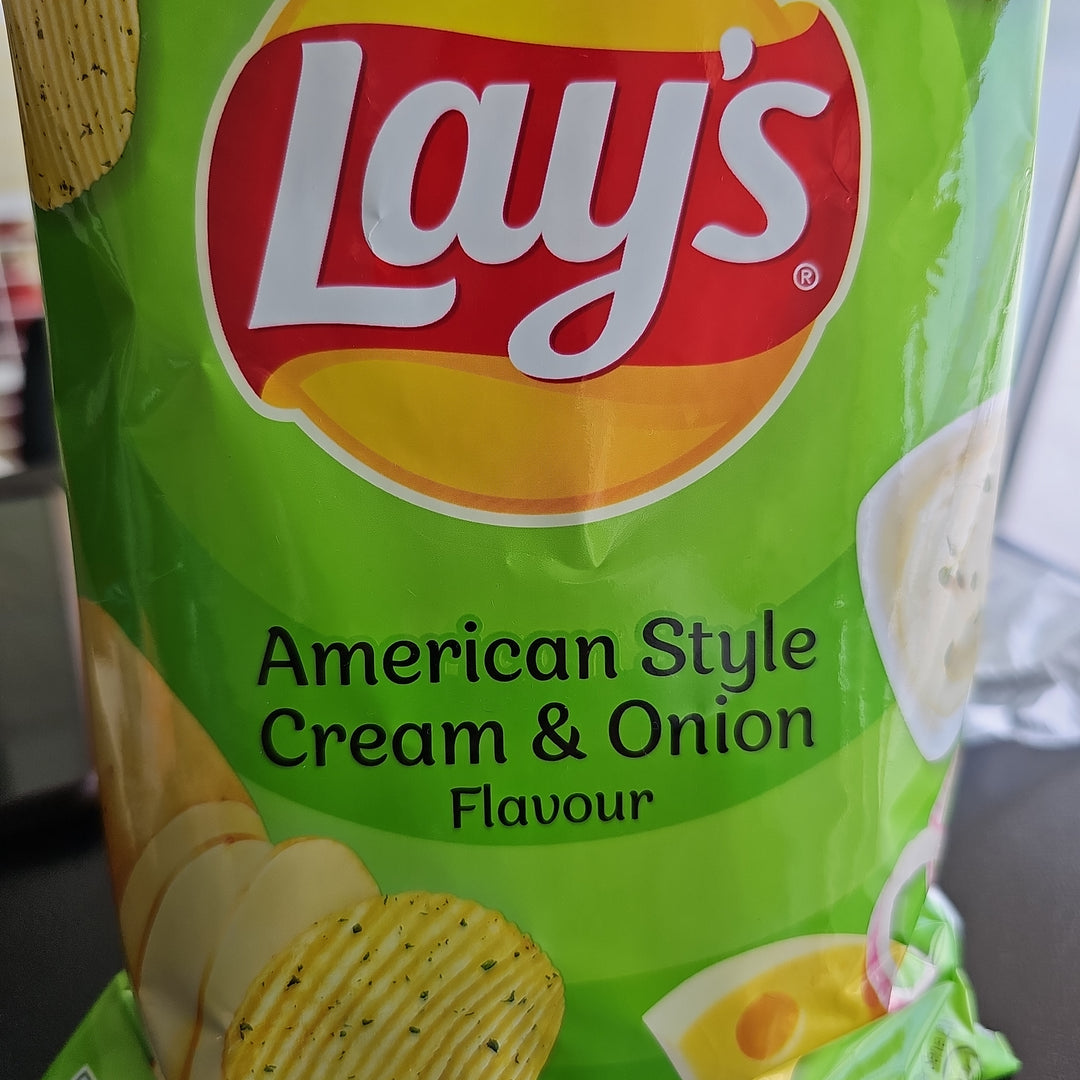 Lay's
®
American Style
Cream & Onion
Flavour